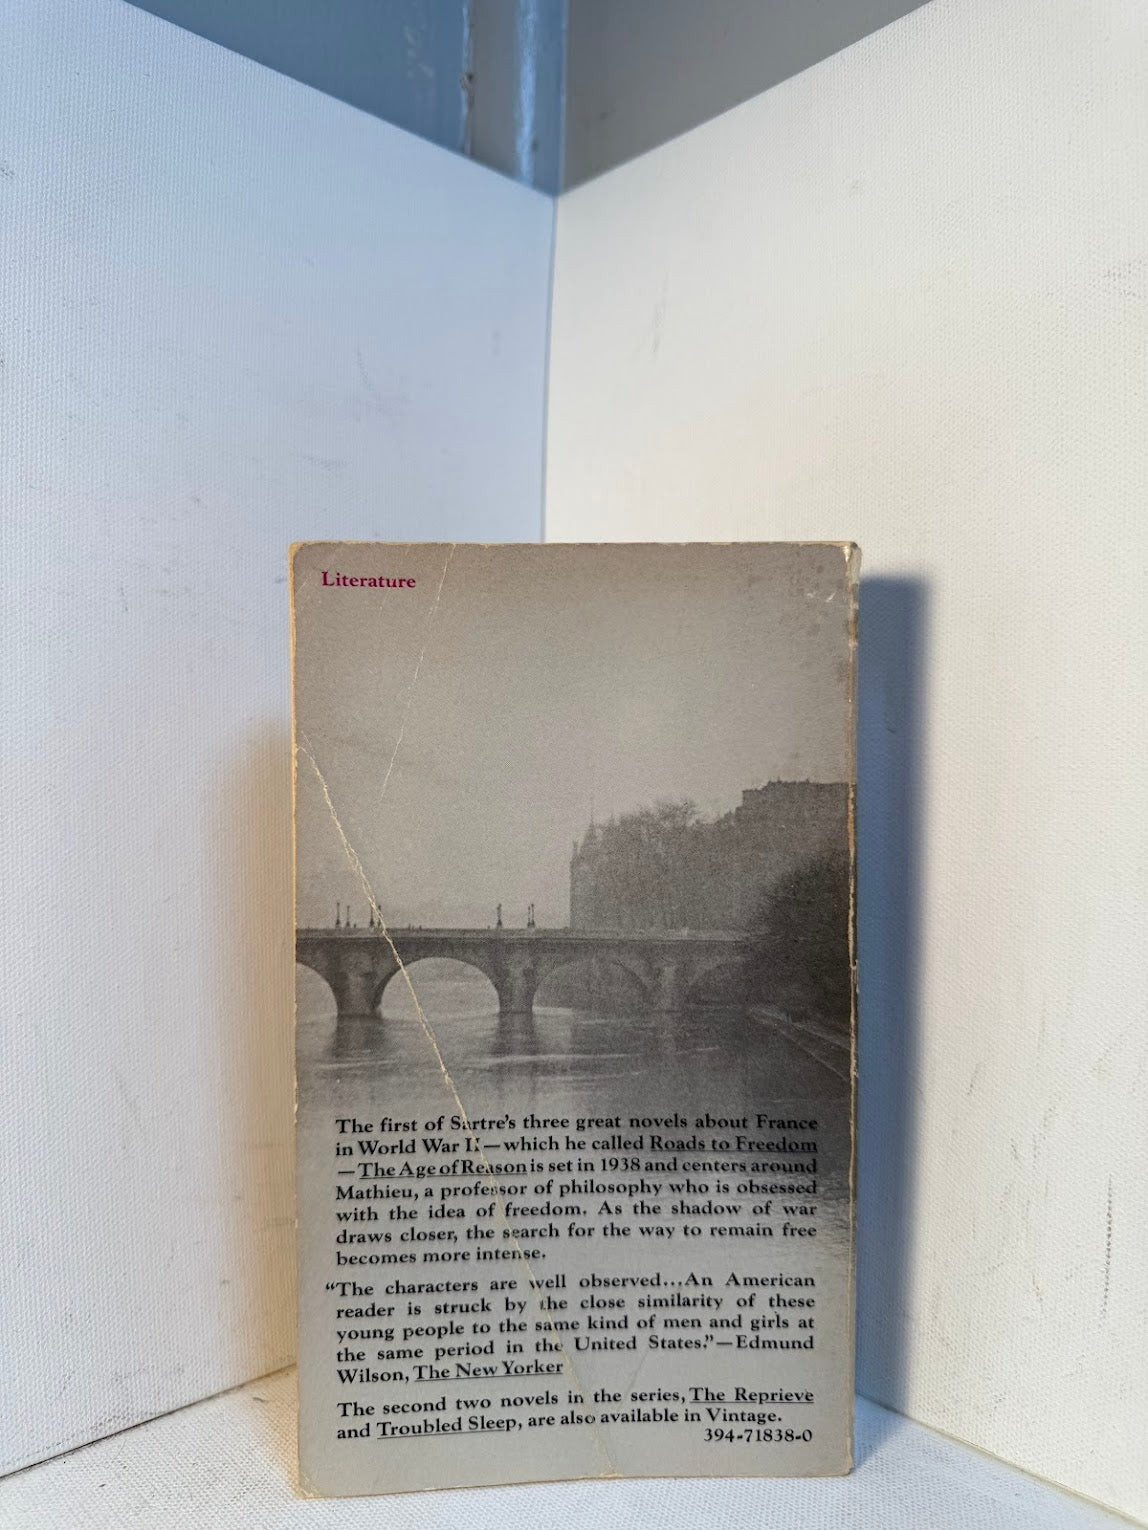 Literature
The first of Sartre's three great novels about France
in World War II—which he called Roads to Freedom
—The Age of Reason is set in 1938 and centers around
Mathieu, a professor of philosophy who is obsessed
with the idea of freedom. As the shadow of war
draws closer, the search for the way to remain free
becomes more intense.
“The characters are well observed...An American
reader is struck by the close similarity of these
young people to the same kind of men and girls at
the same period in the United States.”—Edmund
Wilson, The New Yorker
The second two novels in the series, The Reprieve
and Troubled Sleep, are also available in Vintage.
394-71838-0